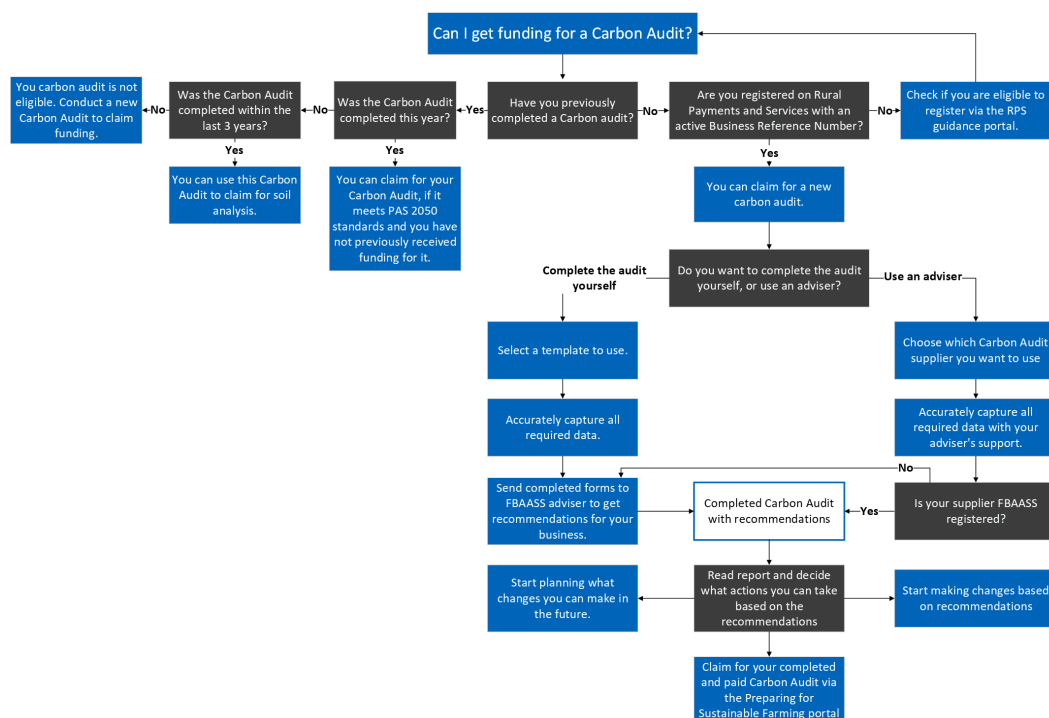 Can I get funding for a Carbon Audit?
You carbon audit is not
eligible. Conduct a new
Carbon Audit to claim
funding.
No
Was the Carbon Audit
completed within the
last 3 years?
No
Was the Carbon Audit
completed this year?
Yes
Have you previously
completed a Carbon audit?
No
Are you registered on Rural
Payments and Services with an
active Business Reference Number?
No
Check if you are eligible to
register via the RPS
guidance portal.
Yes
Yes
Yes
You can use this Carbon
Audit to claim for soil
analysis.
You can claim for your
Carbon Audit, if it
meets PAS 2050
standards and you have
not previously received
funding for it.
You can claim for a new
carbon audit.
Complete the audit
yourself
Do you want to complete the audit
yourself, or use an adviser?
Use an adviser
Select a template to use.
Choose which Carbon Audit
supplier you want to use
Accurately capture all
required data.
Accurately capture all
required data with your
adviser's support.
No
Send completed forms to
FBAASS adviser to get
recommendations for your
business.
Completed Carbon Audit
with recommendations
Yes
Is your supplier FBAASS
registered?
Start planning what
changes you can make in
the future.
Read report and decide
what actions you can take
based on the
recommendations
Start making changes based
on recommendations
Claim for your completed
and paid Carbon Audit via
the Preparing for
Sustainable Farming portal